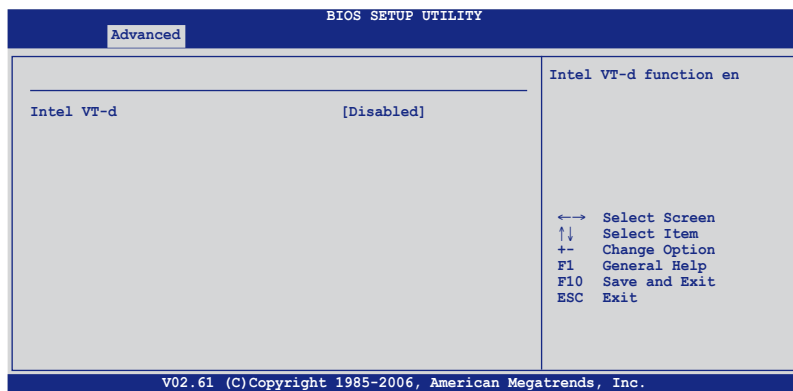 BIOS SETUP UTILITY
Advanced
Intel VT-d [Disabled]
Intel VT-d function en
←→ Select Screen
↑↓ Select Item
+- Change Option
F1 General Help
F10 Save and Exit
ESC Exit
V02.61 (C)Copyright 1985-2006, American Megatrends, Inc.